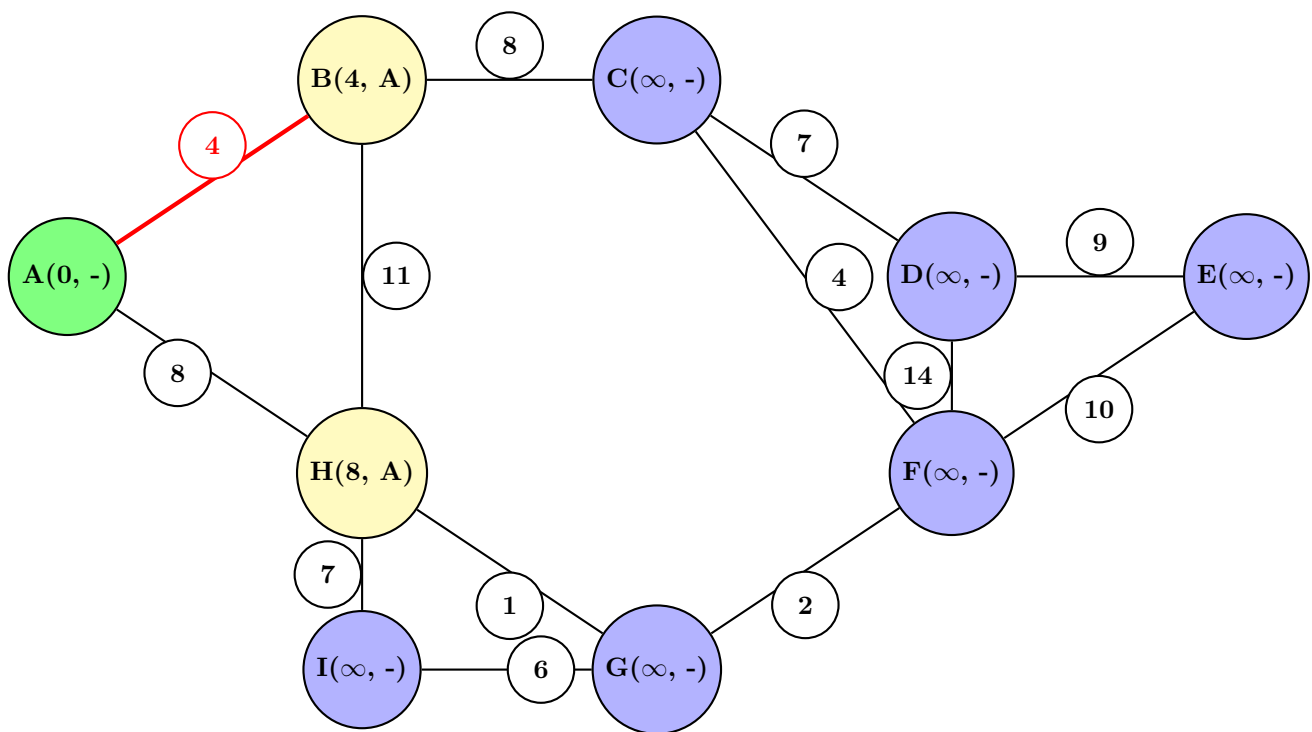 8
B(4, A)
C(∞, -)
4
7
9
A(0, -)
11
4
D(∞, -)
E(∞, -)
8
14
10
H(8, A)
F(∞, -)
7
1
2
I(∞, -)
6
G(∞, -)